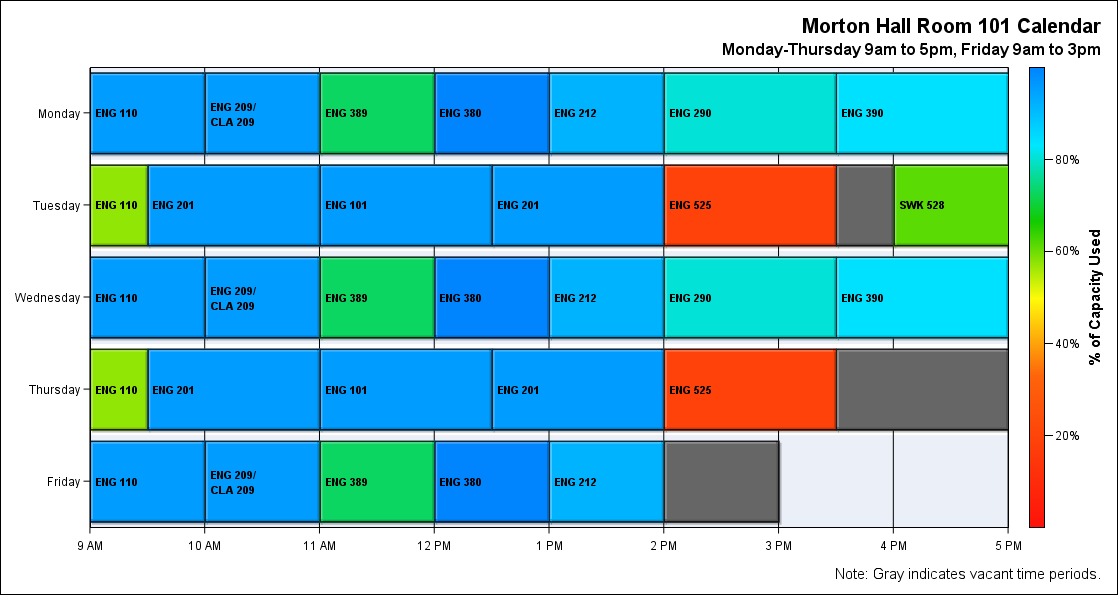 Morton Hall Room 101 Calendar
Monday-Thursday 9am to 5pm, Friday 9am to 3pm
Monday
ENG 110
ENG 209/
CLA 209
ENG 389
ENG 380
ENG 212
ENG 290
ENG 390
Tuesday
ENG 110
ENG 201
ENG 101
ENG 201
ENG 525
SWK 528
Wednesday
ENG 110
ENG 209/
CLA 209
ENG 389
ENG 380
ENG 212
ENG 290
ENG 390
Thursday
ENG 110
ENG 201
ENG 101
ENG 201
ENG 525
Friday
ENG 110
ENG 209/
CLA 209
ENG 389
ENG 380
ENG 212
9 AM
10 AM
11 AM
12 PM
1 PM
2 PM
3 PM
4 PM
5 PM
80%
60%
40%
20%
% of Capacity Used
Note: Gray indicates vacant time periods.